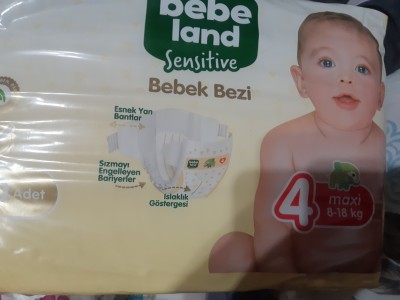 bebe
land
Sensitive
Bebek Bezi
Esnek Yan
Bantlar
Sızmayı
Engelleyen
Bariyerler
Islaklık
Göstergesi
Adet
4
maxi
8-18 kg